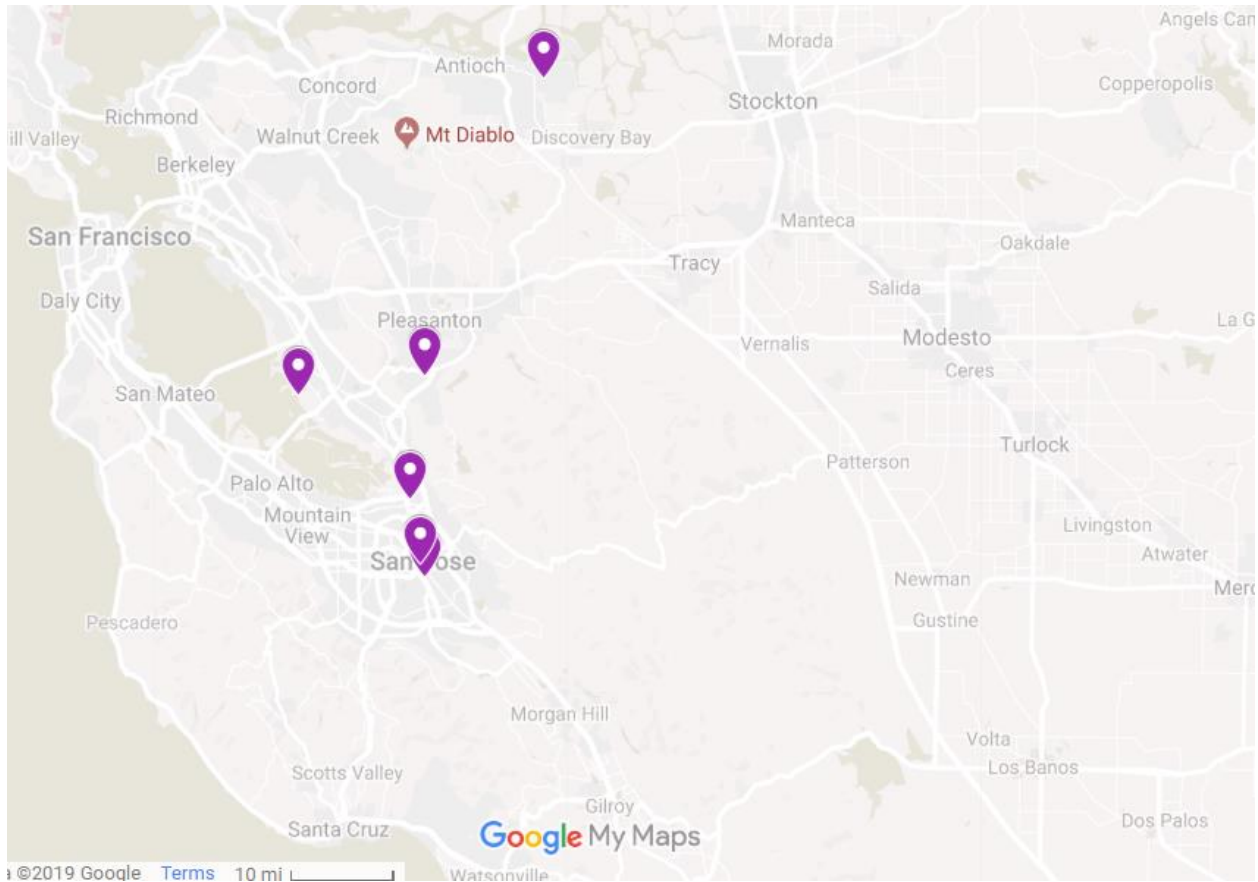 Angels Can
Morada
Antioch
Concord
Copperopolis
Stockton
Richmond
ill Valley
Walnut Creek
Mt Diablo
Discovery Bay
Berkeley
Manteca
San Francisco
Oakdale
Tracy
Salida
Daly City
Pleasanton
La G
Modesto
Vernalis
Ceres
San Mateo
Turlock
Patterson
Palo Alto
Mountain
View
Livingston
Atwater
San Jose
Newman
Merc
Gustine
Pescadero
Morgan Hill
Volta
Los Banos
Scotts Valley
Gilroy
Dos Palos
Santa Cruz
Google My Maps
a ©2019 Google Terms 10 mi
Watsonville